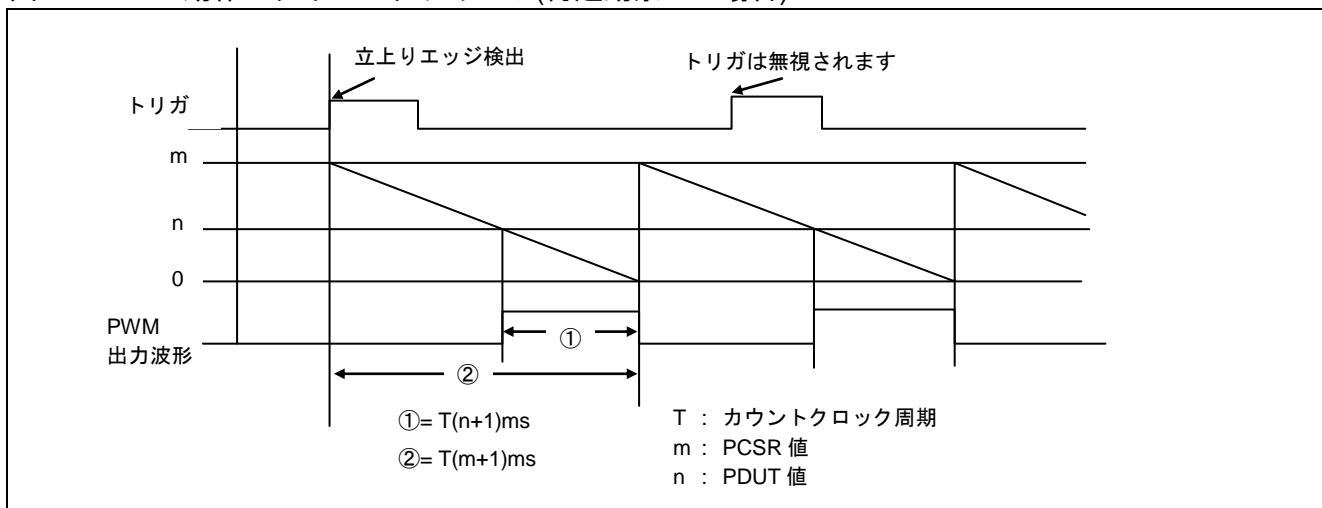 立上りエッジ検出
トリガは無視されます
トリガ
m
n
0
PWM
出力波形
①
②
①= T(n+1)ms
②= T(m+1)ms
T : カウントクロック周期
m : PCSR 値
n : PDUT 値